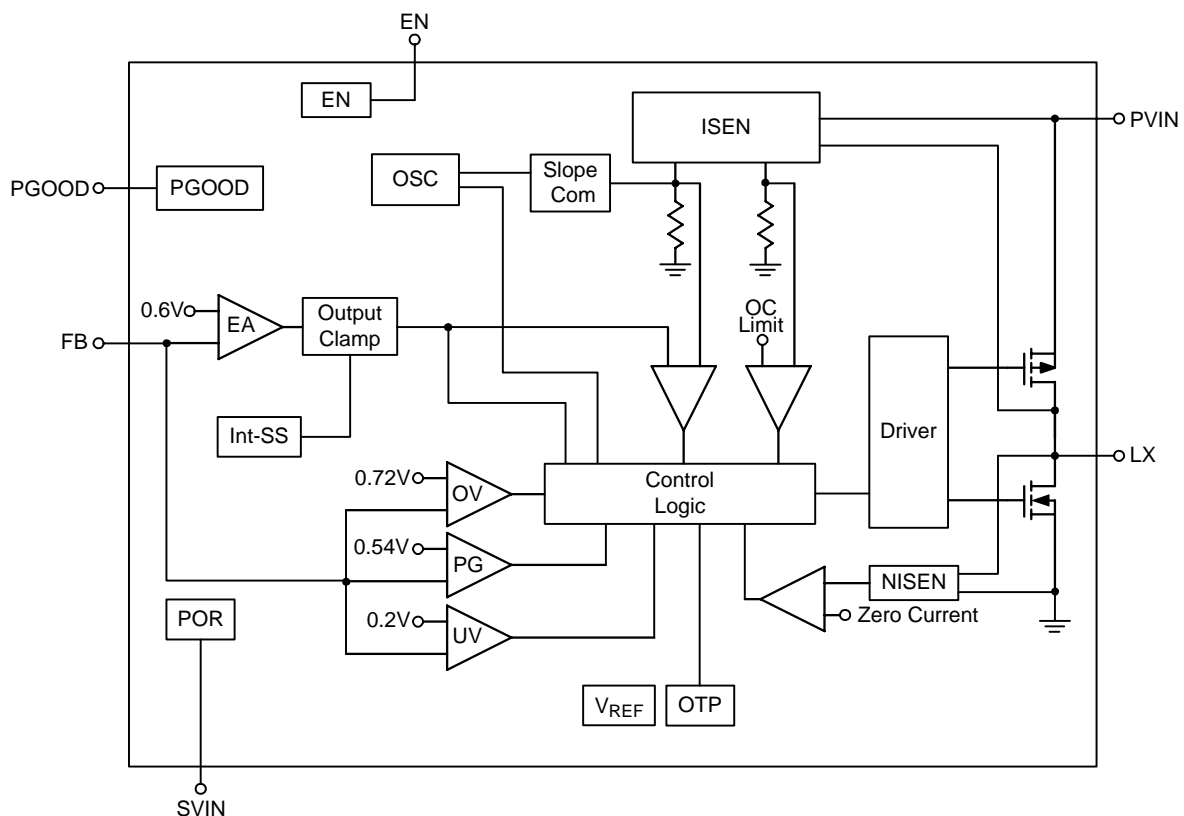 EN
EN
ISEN
PVIN
PGOOD
PGOOD
OSC
Slope
Com
0.6V
EA
Output
Clamp
OC
Limit
FB
Int-SS
Driver
LX
0.72V
OV
Control
Logic
0.54V
PG
NISEN
POR
0.2V
UV
Zero Current
VREF
OTP
SVIN